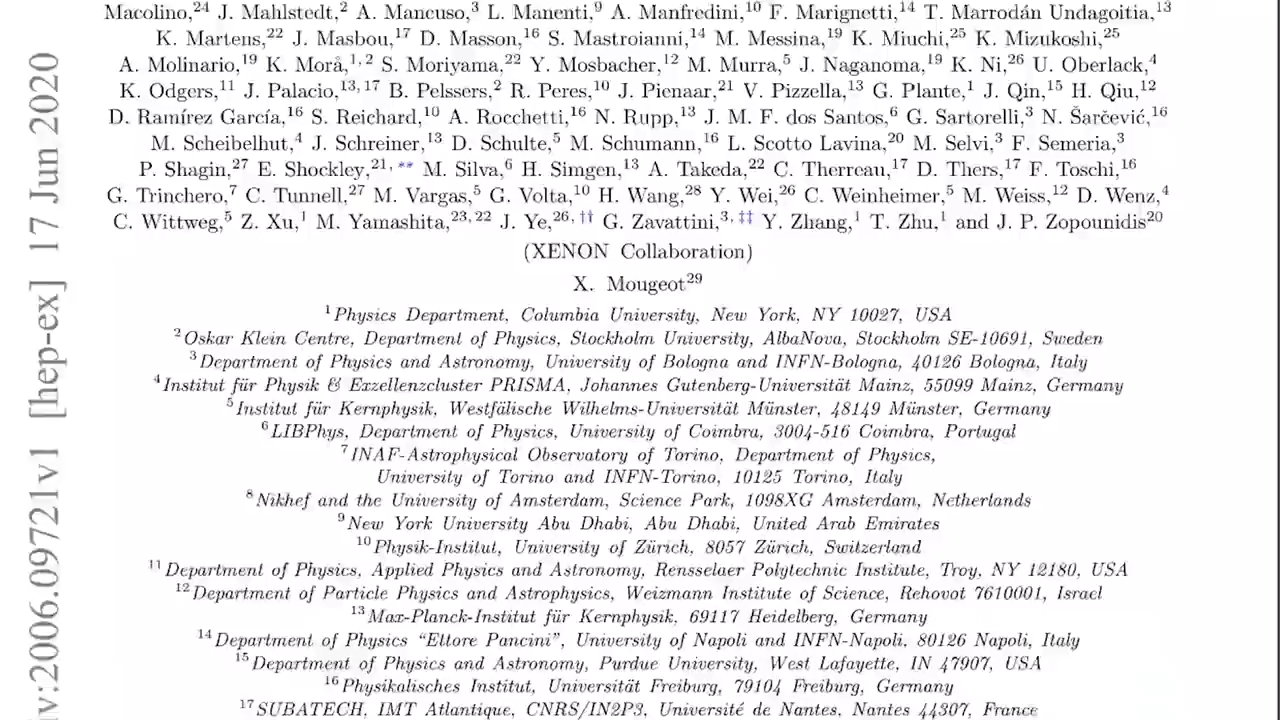 Macolino,24 J. Mahlstedt,2 A. Mancuso,3 L. Manenti,9 A. Manfredini,10 F. Marignetti,14 T. Marrodán Undagoitia,13
K. Martens,22 J. Masbou,17 D. Masson,16 S. Mastroianni,14 M. Messina,19 K. Miuchi,25 K. Mizukoshi,25
A. Molinario,19 K. Morå,1, 2 S. Moriyama,22 Y. Mosbacher,12 M. Murra,5 J. Naganoma,19 K. Ni,26 U. Oberlack,4
K. Odgers,11 J. Palacio,13, 17 B. Pelssers,2 R. Peres,10 J. Pienaar,21 V. Pizzella,13 G. Plante,1 J. Qin,15 H. Qiu,12
D. Ramírez García,16 S. Reichard,10 A. Rocchetti,16 N. Rupp,13 J. M. F. dos Santos,6 G. Sartorelli,3 N. Šarčević,16
M. Scheibelhut,4 J. Schreiner,13 D. Schulte,5 M. Schumann,16 L. Scotto Lavina,20 M. Selvi,3 F. Semeria,3
P. Shagin,27 E. Shockley,21, ** M. Silva,6 H. Simgen,13 A. Takeda,22 C. Therreau,17 D. Thers,17 F. Toschi,16
G. Trinchero,7 C. Tunnell,27 M. Vargas,5 G. Volta,10 H. Wang,28 Y. Wei,26 C. Weinheimer,5 M. Weiss,12 D. Wenz,4
C. Wittweg,5 Z. Xu,1 M. Yamashita,23, 22 J. Ye,26, †† G. Zavattini,3, ‡‡ Y. Zhang,1 T. Zhu,1 and J. P. Zopounidis20
(XENON Collaboration)
X. Mougeot29
1Physics Department, Columbia University, New York, NY 10027, USA
2Oskar Klein Centre, Department of Physics, Stockholm University, AlbaNova, Stockholm SE-10691, Sweden
3Department of Physics and Astronomy, University of Bologna and INFN-Bologna, 40126 Bologna, Italy
4Institut für Physik & Exzellenzcluster PRISMA, Johannes Gutenberg-Universität Mainz, 55099 Mainz, Germany
5Institut für Kernphysik, Westfälische Wilhelms-Universität Münster, 48149 Münster, Germany
6LIBPhys, Department of Physics, University of Coimbra, 3004-516 Coimbra, Portugal
7INAF-Astrophysical Observatory of Torino, Department of Physics,
University of Torino and INFN-Torino, 10125 Torino, Italy
8Nikhef and the University of Amsterdam, Science Park, 1098XG Amsterdam, Netherlands
9New York University Abu Dhabi, Abu Dhabi, United Arab Emirates
10Physik-Institut, University of Zürich, 8057 Zürich, Switzerland
11Department of Physics, Applied Physics and Astronomy, Rensselaer Polytechnic Institute, Troy, NY 12180, USA
12Department of Particle Physics and Astrophysics, Weizmann Institute of Science, Rehovot 7610001, Israel
13Max-Planck-Institut für Kernphysik, 69117 Heidelberg, Germany
14Department of Physics “Ettore Pancini”, University of Napoli and INFN-Napoli, 80126 Napoli, Italy
15Department of Physics and Astronomy, Purdue University, West Lafayette, IN 47907, USA
16Physikalisches Institut, Universität Freiburg, 79104 Freiburg, Germany
17SUBATECH, IMT Atlantique, CNRS/IN2P3, Université de Nantes, Nantes 44307, France
iv:2006.09721v1 [hep-ex] 17 Jun 2020